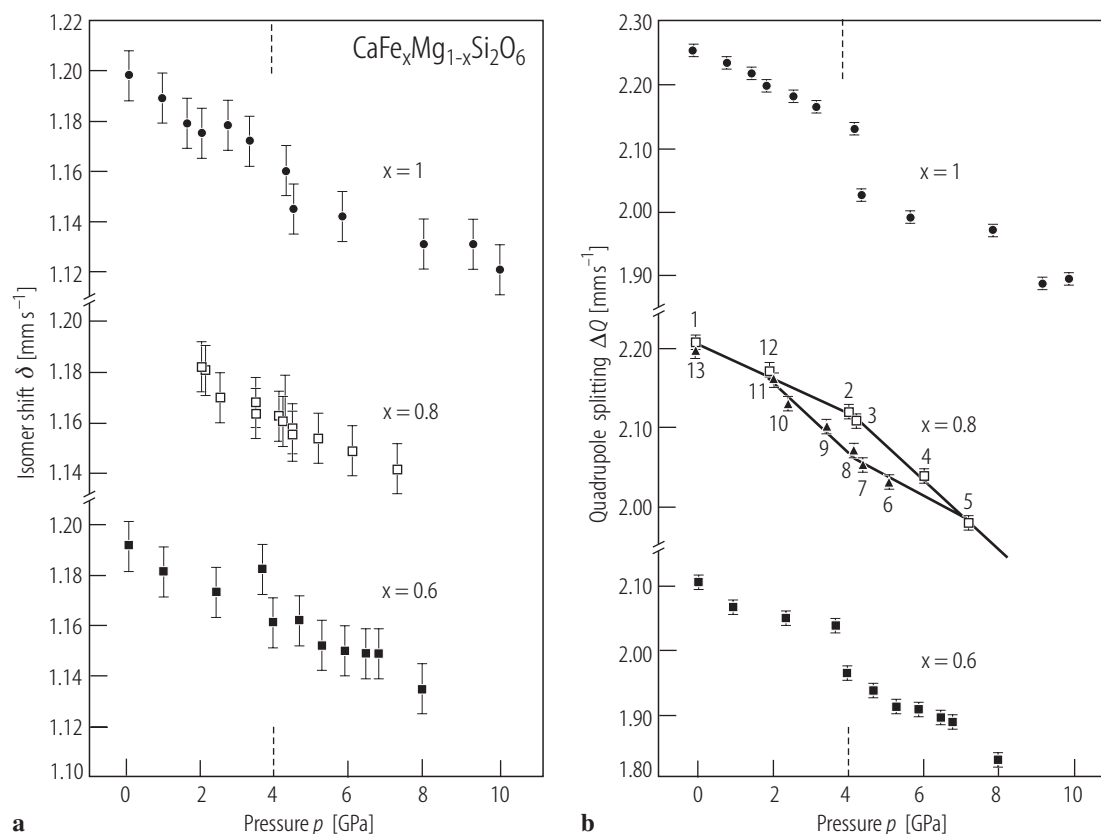 CaFeₓMg₁₋ₓSi₂O₆
Isomer shift δ [mm s⁻¹]
1.22
1.20
1.18
1.16
1.14
1.12
1.20
1.18
1.16
1.14
1.20
1.18
1.16
1.14
1.12
1.10
x = 1
x = 0.8
x = 0.6
0 2 4 6 8 10
Pressure p [GPa]
a
Quadrupole splitting ΔQ [mm s⁻¹]
2.30
2.20
2.10
2.00
1.90
2.20
2.10
2.00
2.10
2.00
1.90
1.80
x = 1
1
13
12
11
10
2
3
9
8
7
6
4
5
x = 0.8
x = 0.6
0 2 4 6 8 10
Pressure p [GPa]
b